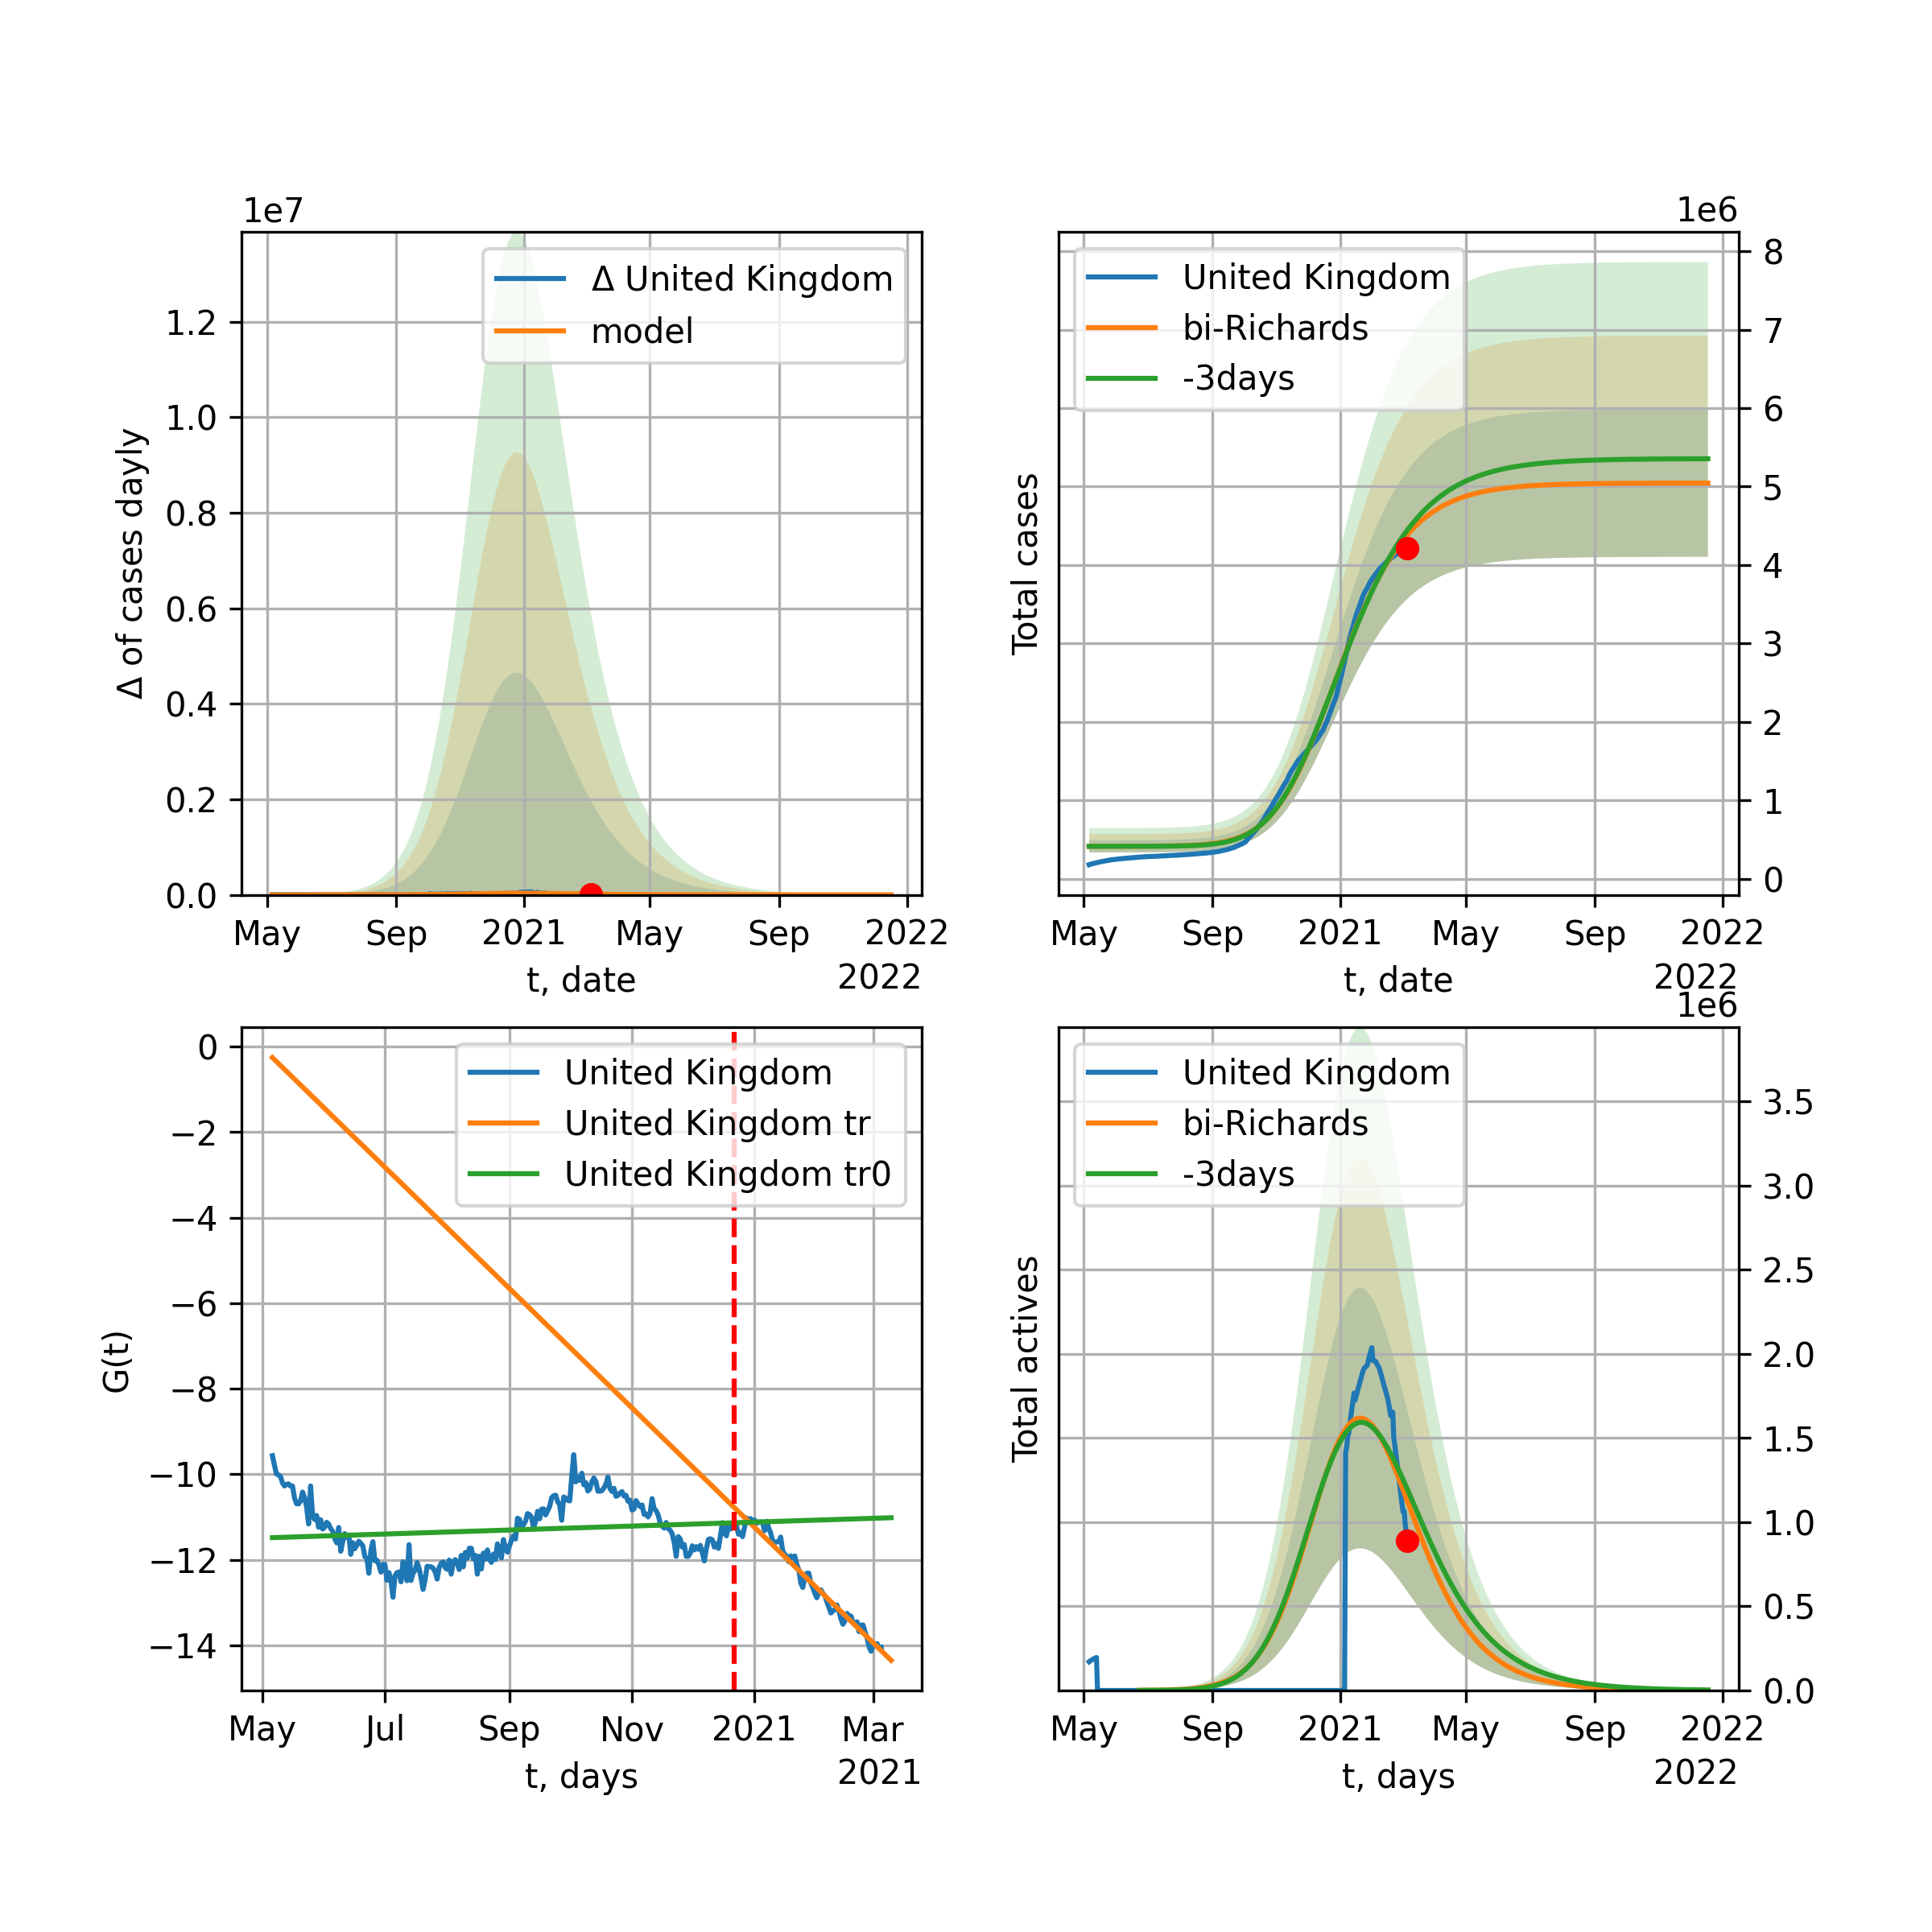 1e7
Δ United Kingdom
model
1.2
1.0
0.8
0.6
0.4
0.2
0.0
Δ of cases dayly
May Sep 2021 May Sep 2022
t, date
2022
1e6
United Kingdom
bi-Richards
-3days
8
7
6
5
4
3
2
1
0
Total cases
May Sep 2021 May Sep 2022
t, date
2022
United Kingdom
United Kingdom tr
United Kingdom tr0
0
−2
−4
−6
−8
−10
−12
−14
G(t)
May Jul Sep Nov 2021 Mar
t, days
2021
1e6
United Kingdom
bi-Richards
-3days
3.5
3.0
2.5
2.0
1.5
1.0
0.5
0.0
Total actives
May Sep 2021 May Sep 2022
t, days
2022